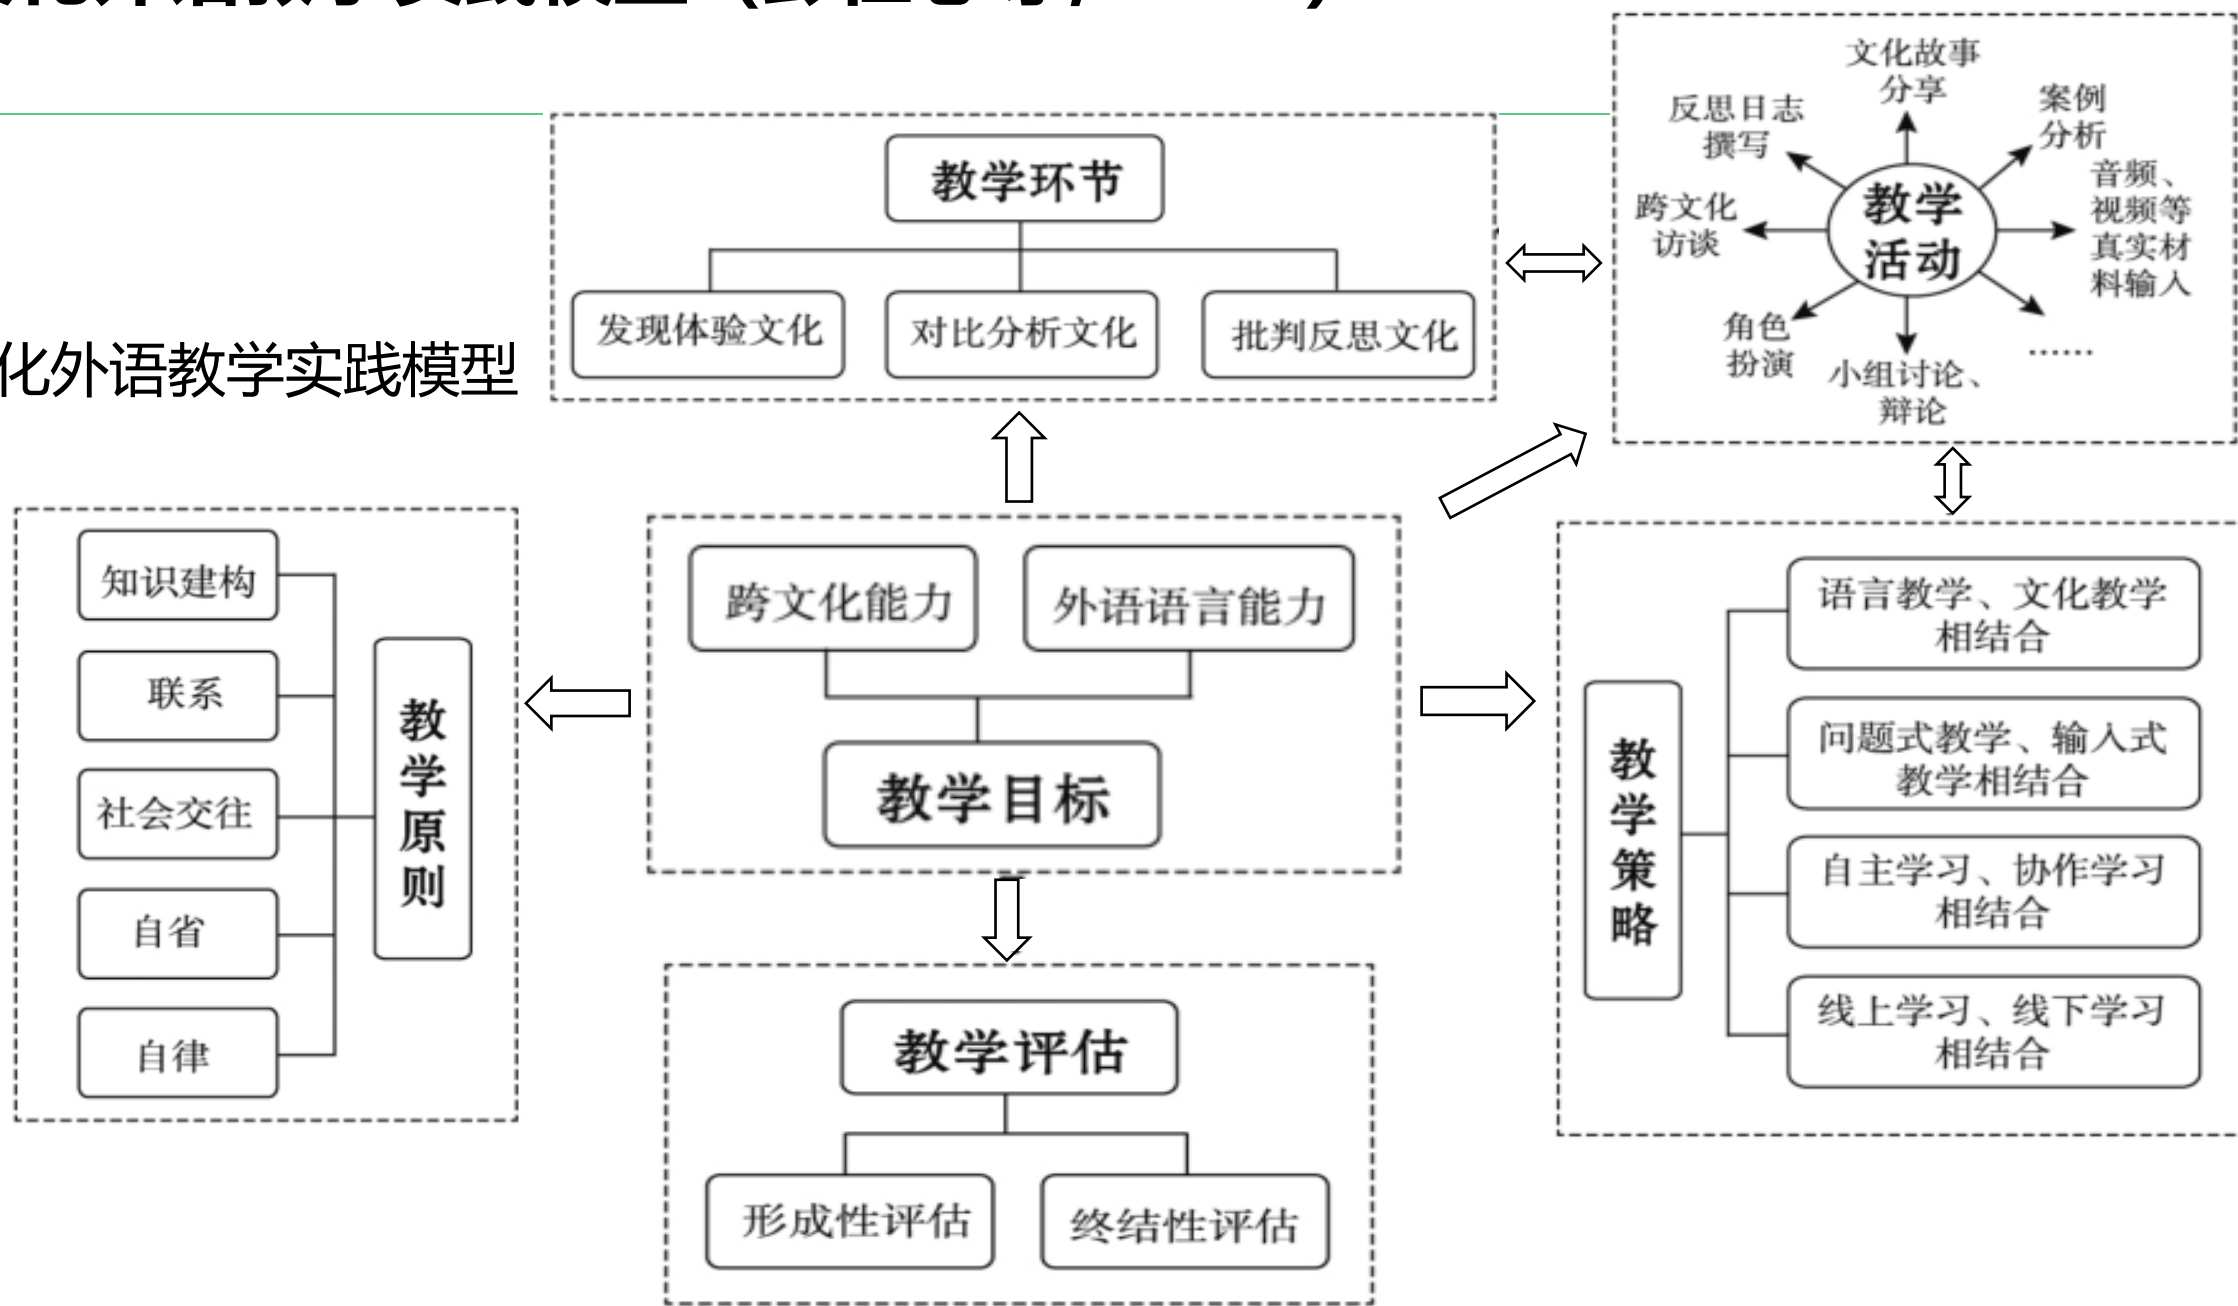 化外语教学实践模型
教学环节
发现体验文化
对比分析文化
批判反思文化
文化故事
分享
案例
分析
音频、
视频等
真实材
料输入
……
小组讨论、
辩论
角色
扮演
跨文化
访谈
反思日志
撰写
教学
活动
知识建构
联系
社会交往
自省
自律
教学原则
跨文化能力
外语语言能力
教学目标
教学策略
语言教学、文化教学
相结合
问题式教学、输入式
教学相结合
自主学习、协作学习
相结合
线上学习、线下学习
相结合
教学评估
形成性评估
终结性评估